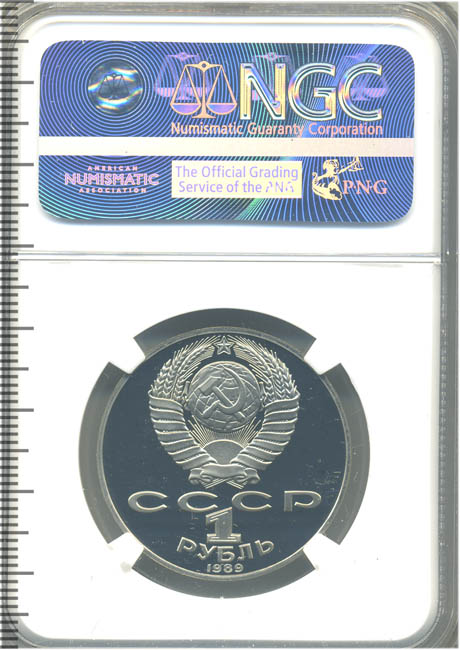 NGC
Numismatic Guaranty Corporation
AMERICAN
NUMISMATIC
ASSOCIATION
The Official Grading
Service of the PNG
PNG
СССР
1
РУБЛЬ
1989